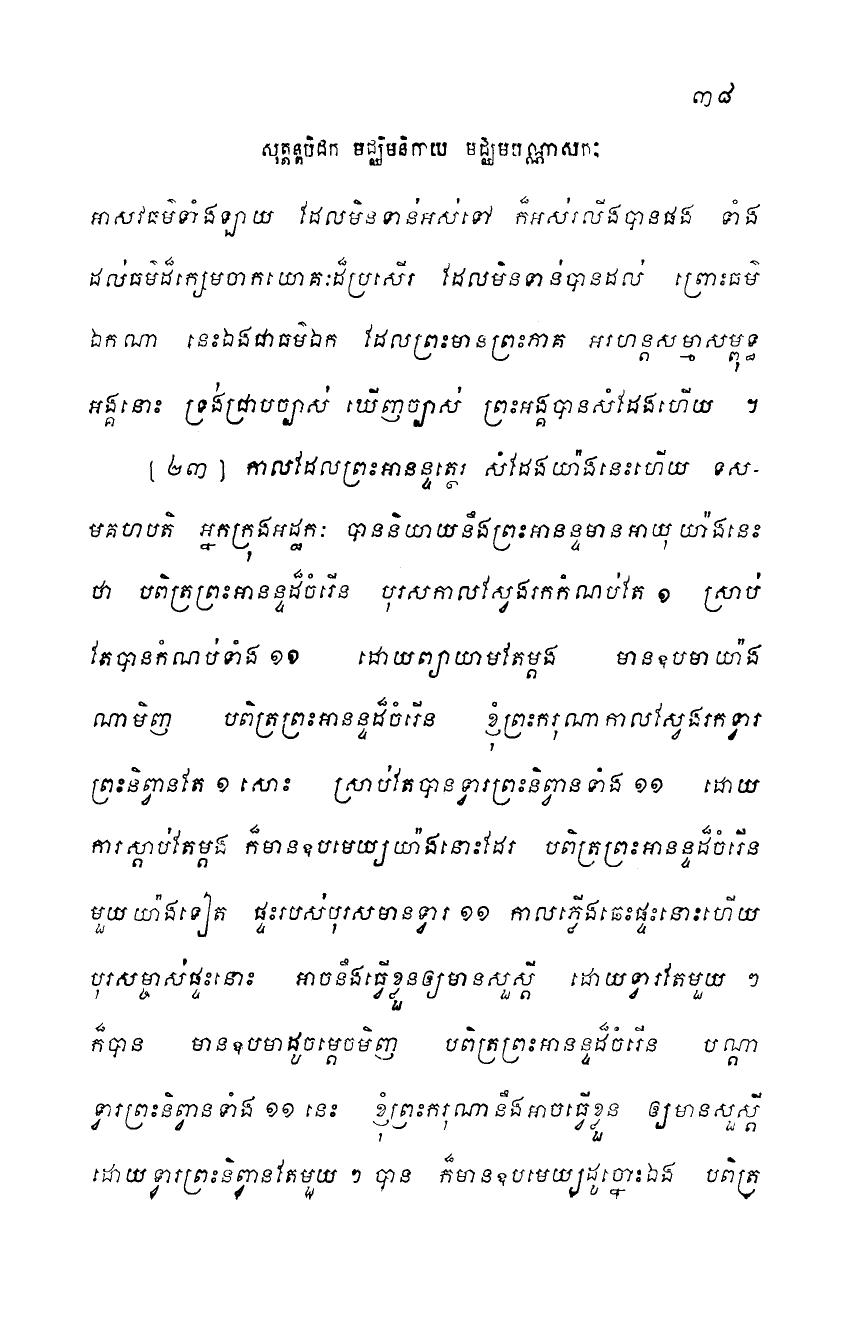 ៣៨
សុត្តន្តបិដក មជ្ឈិមនិកាយ មជ្ឈិមបណ្ណាសកៈ
អាសវធម៌ទាំងឡាយ ដែលមិនទាន់អស់ទៅ ក៏អស់រលើងបានផង ទាំង
ដល់ធម៌ដ៏ក្សេមចាកយោគៈដ៏ប្រសើរ ដែលមិនទាន់បានដល់ ព្រោះធម៌
ឯកណា នេះឯងជាធម៌ឯក ដែលព្រះមានព្រះភាគ អរហន្តសម្មាសម្ពុទ្ធ
អង្គនោះ ទ្រង់ជ្រាបច្បាស់ ឃើញច្បាស់ ព្រះអង្គបានសំដែងហើយ ។
[ ២៣ ] កាលដែលព្រះអានន្ទត្ថេរ សំដែងយ៉ាងនេះហើយ ទស-
មគហបតិ អ្នកក្រុងអដ្ឋកៈ បាននិយាយនឹងព្រះអានន្ទមានអាយុ យ៉ាងនេះ
ថា បពិត្រព្រះអានន្ទដ៏ចំរើន បុរសកាលស្វែងរកកំណប់តែ ១ ស្រាប់
តែបានកំណប់ទាំង ១១ ដោយព្យាយាមតែម្តង មានឧបមាយ៉ាង
ណាមិញ បពិត្រព្រះអានន្ទដ៏ចំរើន ខ្ញុំព្រះករុណាកាលស្វែងរកទ្វារ
ព្រះនិព្វានតែ ១ សោះ ស្រាប់តែបានទ្វារព្រះនិព្វានទាំង ១១ ដោយ
ការស្តាប់តែម្តង ក៏មានឧបមេយ្យយ៉ាងនោះដែរ បពិត្រព្រះអានន្ទដ៏ចំរើន
មួយយ៉ាងទៀត ផ្ទះរបស់បុរសមានទ្វារ ១១ កាលភ្លើងឆេះផ្ទះនោះហើយ
បុរសម្ចាស់ផ្ទះនោះ អាចនឹងធ្វើខ្លួនឲ្យមានសួស្តី ដោយទ្វារតែមួយ ៗ
ក៏បាន មានឧបមាដូចម្តេចមិញ បពិត្រព្រះអានន្ទដ៏ចំរើន បណ្តា
ទ្វារព្រះនិព្វានទាំង ១១ នេះ ខ្ញុំព្រះករុណានឹងអាចធ្វើខ្លួន ឲ្យមានសួស្តី
ដោយទ្វារព្រះនិព្វានតែមួយ ៗ បាន ក៏មានឧបមេយ្យដូច្នោះឯង បពិត្រ